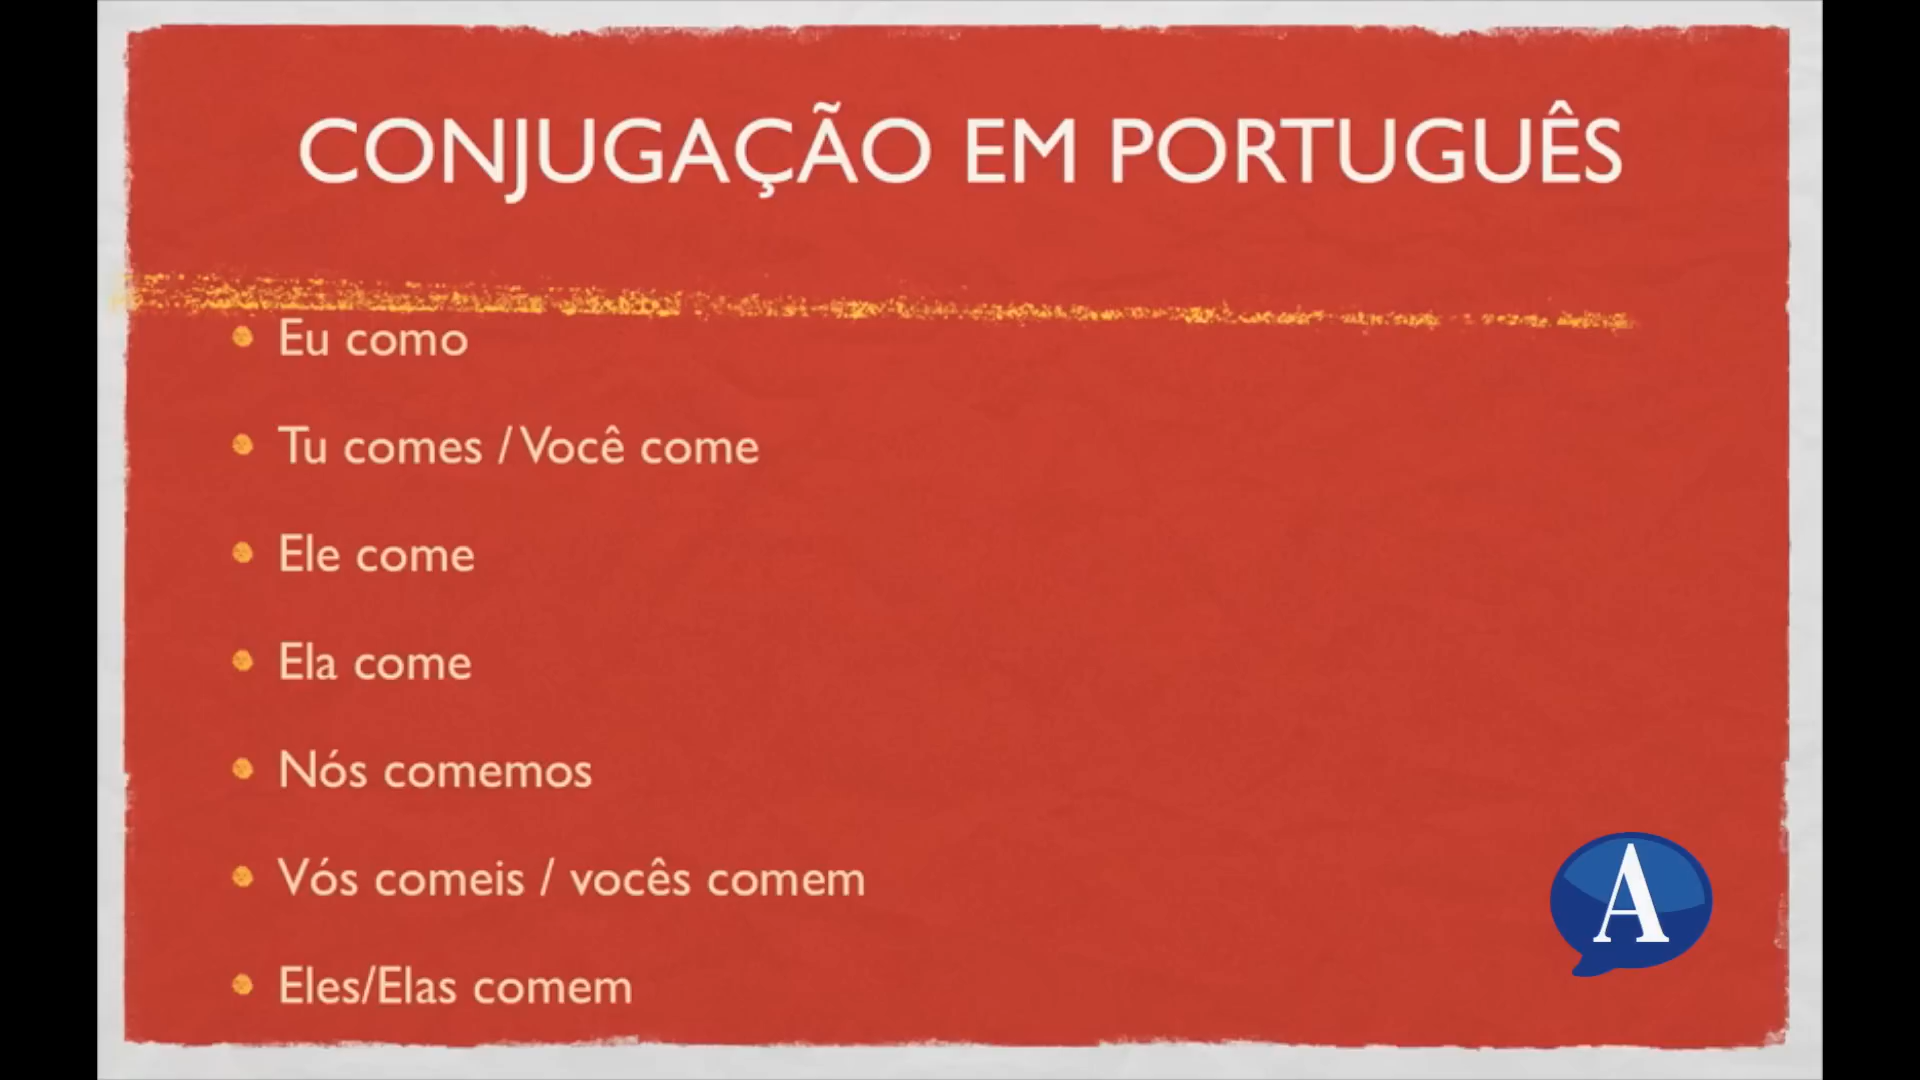 CONJUGAÇÃO EM PORTUGUÊS
Eu como
Tu comes / Você come
Ele come
Ela come
Nós comemos
Vós comeis / vocês comem
Eles/Elas comem
A